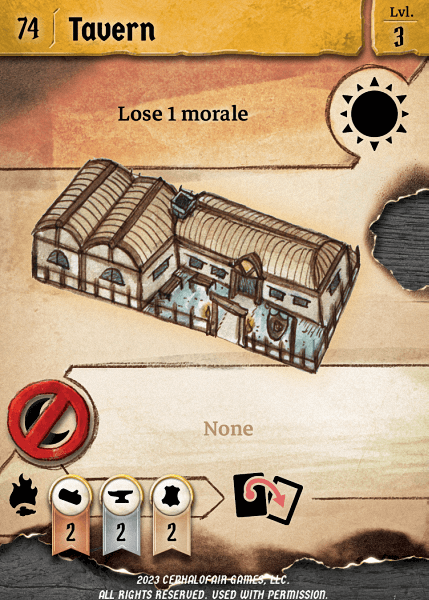 74 Tavern
Lvl.
3
Lose 1 morale
None
2 2 2
2023 CEPHALOFAIR GAMES, LLC.
ALL RIGHTS RESERVED. USED WITH PERMISSION.